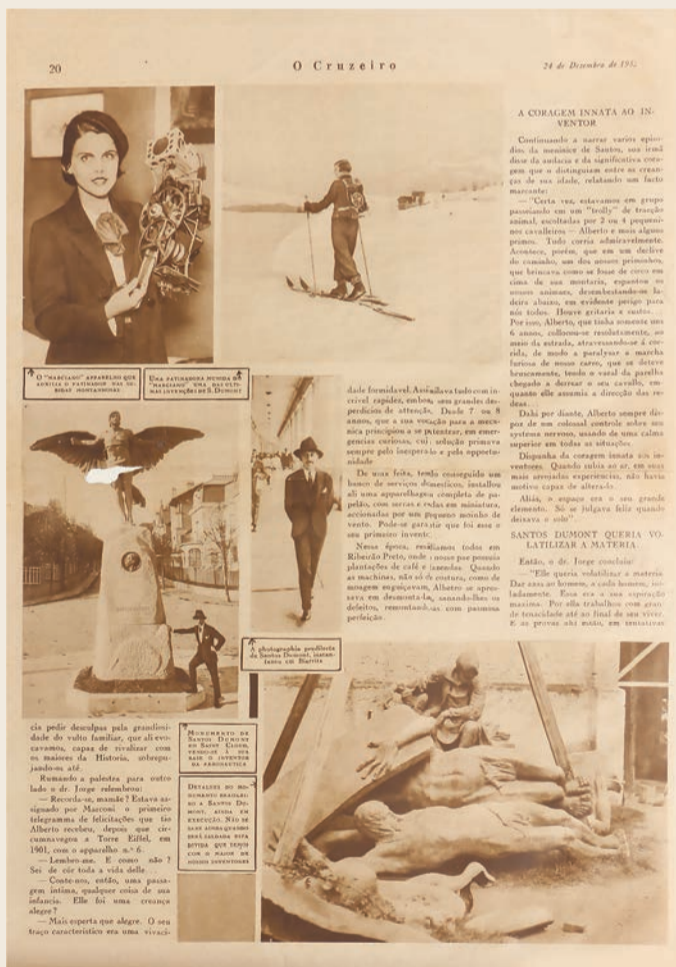 20
O Cruzeiro
24 de Dezembro de 193
O "MARCIANO" APPARELHO QUE
AUXILIA O PATINADOR NAS SU-
BIDAS MONTANHOSAS
UMA PATINADORA MUNIDA DE
"MARCIANO" UMA DAS ULTI-
MAS INVENÇÕES DE S. DUMONT
A photographia predilecta
de Santos Dumont, instan-
taneo em Biarritz
cia pedir desculpas pela grandiosi-
dade do vulto familiar, que ali evo-
cavamos, capaz de rivalizar com
os maiores da Historia, sobrepu-
jando-os até.
Rumando a palestra para outro
lado o dr. Jorge relembrou:
— Recorda-se, mamãe? Estava as-
signado por Marconi o primeiro
telegramma de felicitações que tio
Alberto recebeu, depois que cir-
cumnavegou a Torre Eiffel, em
1901, com o apparelho n.º 6.
— Lembro-me. E como não?
Sei de cór toda a vida delle...
— Conte-nos, então, uma passa-
gem intima, qualquer coisa de sua
infancia. Elle foi uma creança
alegre?
— Mais esperta que alegre. O seu
traço caracteristico era uma vivaci-
MONUMENTO DE
SANTOS DUMONT
EM SAINT CLOUD,
VENDO-SE À SUA
BASE O INVENTOR
DA AERONAUTICA
DETALHES DO MO-
NUMENTO BRASILEI-
RO A SANTOS DU-
MONT, AINDA EM
EXECUÇÃO. NÃO SE
SABE AINDA QUANDO
SERÁ SALDADA ESTA
DIVIDA QUE TEMOS
COM O MAIOR DE
NOSSOS INVENTORES
dade formidavel. Assimilava tudo com in-
crivel rapidez, embora sem grandes des-
perdicios de attenção. Desde 7 ou 8
annos, que a sua vocação para a meca-
nica principiou a se patentear, em emer-
gencias curiosas, cuja solução primava
sempre pelo inesperado e pela opportu-
nidade
De uma feita, tendo conseguido um
banco de serviços domesticos, installou
ali uma apparelhagem completa de pa-
pelão, com serras e rodas em miniatura,
accionadas por um pequeno moinho de
vento. Pode-se garantir que foi esse o
seu primeiro invento.
Nessa época, residiamos todos em
Ribeirão Preto, onde o nosso pae possuia
plantações de café e fazendas. Quando
as machinas, não só de costura, como de
moagem enguiçavam, Alberto se apres-
sava em desmonta-las, sanando-lhes os
defeitos, remontando-as com pasmosa
perfeição.
A CORAGEM INNATA AO IN-
VENTOR
Continuando a narrar varios episo-
dios da meninice de Santos, sua irmã
disse da audacia e da significativa cora-
gem que o distinguiam entre as crean-
ças de sua idade, relatando um facto
marcante:
— "Certa vez, estavamos em grupo
passeiando em um "trolly" de tracção
animal, escoltadas por 2 ou 4 pequeni-
nos cavalleiros — Alberto e mais alguns
primos. Tudo corria admiravelmente.
Acontece, porém, que em um declive
do caminho, um dos nossos priminhos,
que brincava como se fosse de circo em
cima de sua montaria, espantou os
nossos animaes, desembestando-os la-
deira abaixo, em evidente perigo para
nós todos. Houve gritaria e sustos...
Por isso, Alberto, que tinha somente uns
6 annos, collocou-se resolutamente, no
meio da estrada, atravessando-se á cor-
rida, de modo a paralysar a marcha
furiosa de nosso carro, que se deteve
bruscamente, tendo o varal da parelha
chegado a derrear o seu cavallo, em-
quanto elle assumia a direcção das re-
deas...
Dahi por diante, Alberto sempre dis-
poz de um colossal controle sobre seu
systema nervoso, usando de uma calma
superior em todas as situações.
Dispunha da coragem innata aos in-
ventores. Quando subia ao ar, em suas
mais arrojadas experiencias, não havia
motivo capaz de altera-lo.
Aliás, o espaço era o seu grande
elemento. Só se julgava feliz quando
deixava o solo".
SANTOS DUMONT QUERIA VO-
LATILIZAR A MATERIA
Então, o dr. Jorge concluiu:
— "Elle queria volatilizar a materia.
Dar azas ao homem, a cada homem, iso-
ladamente. Essa era a sua aspiração
maxima. Por ella trabalhou com gran-
de tenacidade até ao final de seu viver.
E as provas ahi estão, em tentativas